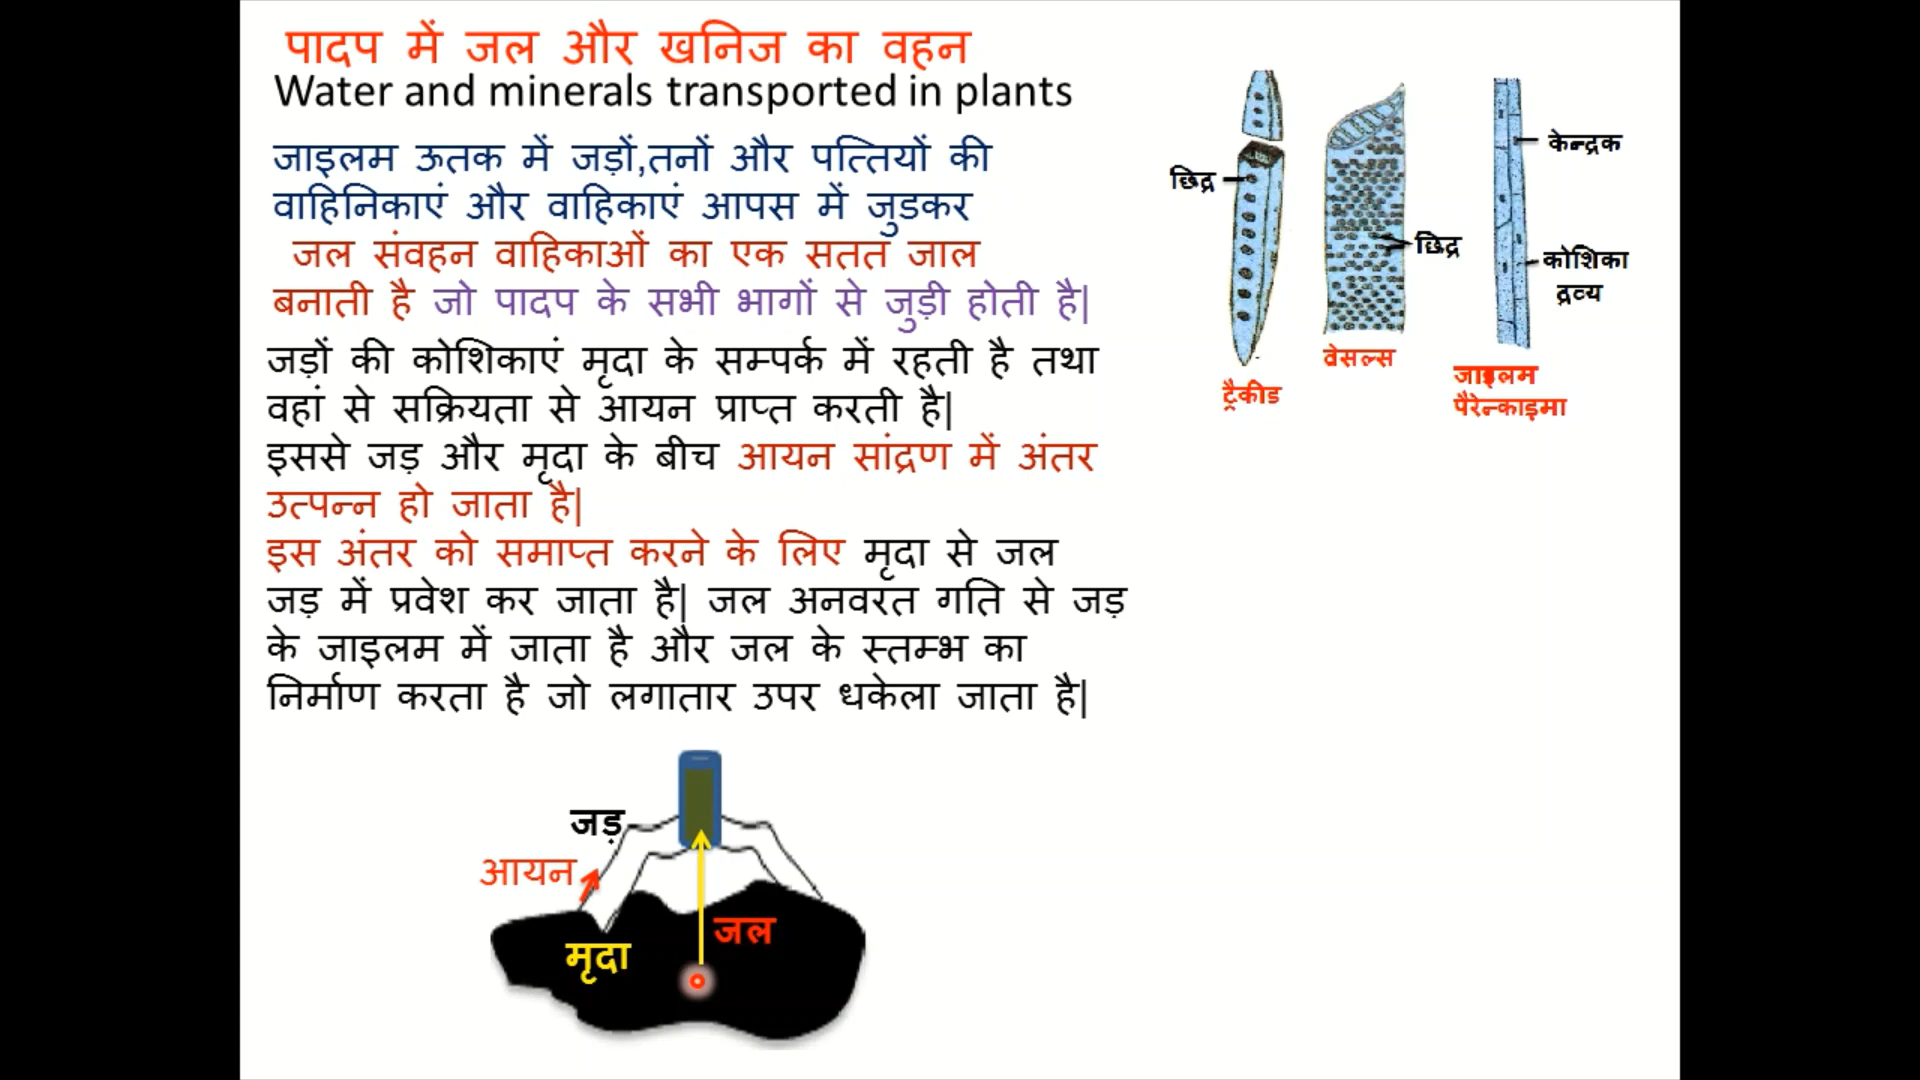 पादप में जल और खनिज का वहन
Water and minerals transported in plants
जाइलम ऊतक में जड़ों,तनों और पत्तियों की
वाहिनिकाएं और वाहिकाएं आपस में जुडकर
जल संवहन वाहिकाओं का एक सतत जाल
बनाती है जो पादप के सभी भागों से जुड़ी होती है|
जड़ों की कोशिकाएं मृदा के सम्पर्क में रहती है तथा
वहां से सक्रियता से आयन प्राप्त करती है|
इससे जड़ और मृदा के बीच आयन सांद्रण में अंतर
उत्पन्न हो जाता है|
इस अंतर को समाप्त करने के लिए मृदा से जल
जड़ में प्रवेश कर जाता है| जल अनवरत गति से जड़
के जाइलम में जाता है और जल के स्तम्भ का
निर्माण करता है जो लगातार उपर धकेला जाता है|
छिद्र
ट्रैकीड
छिद्र
वेसल्स
केन्द्रक
कोशिका
द्रव्य
जाइलम
पैरेन्काइमा
जड़
आयन
जल
मृदा